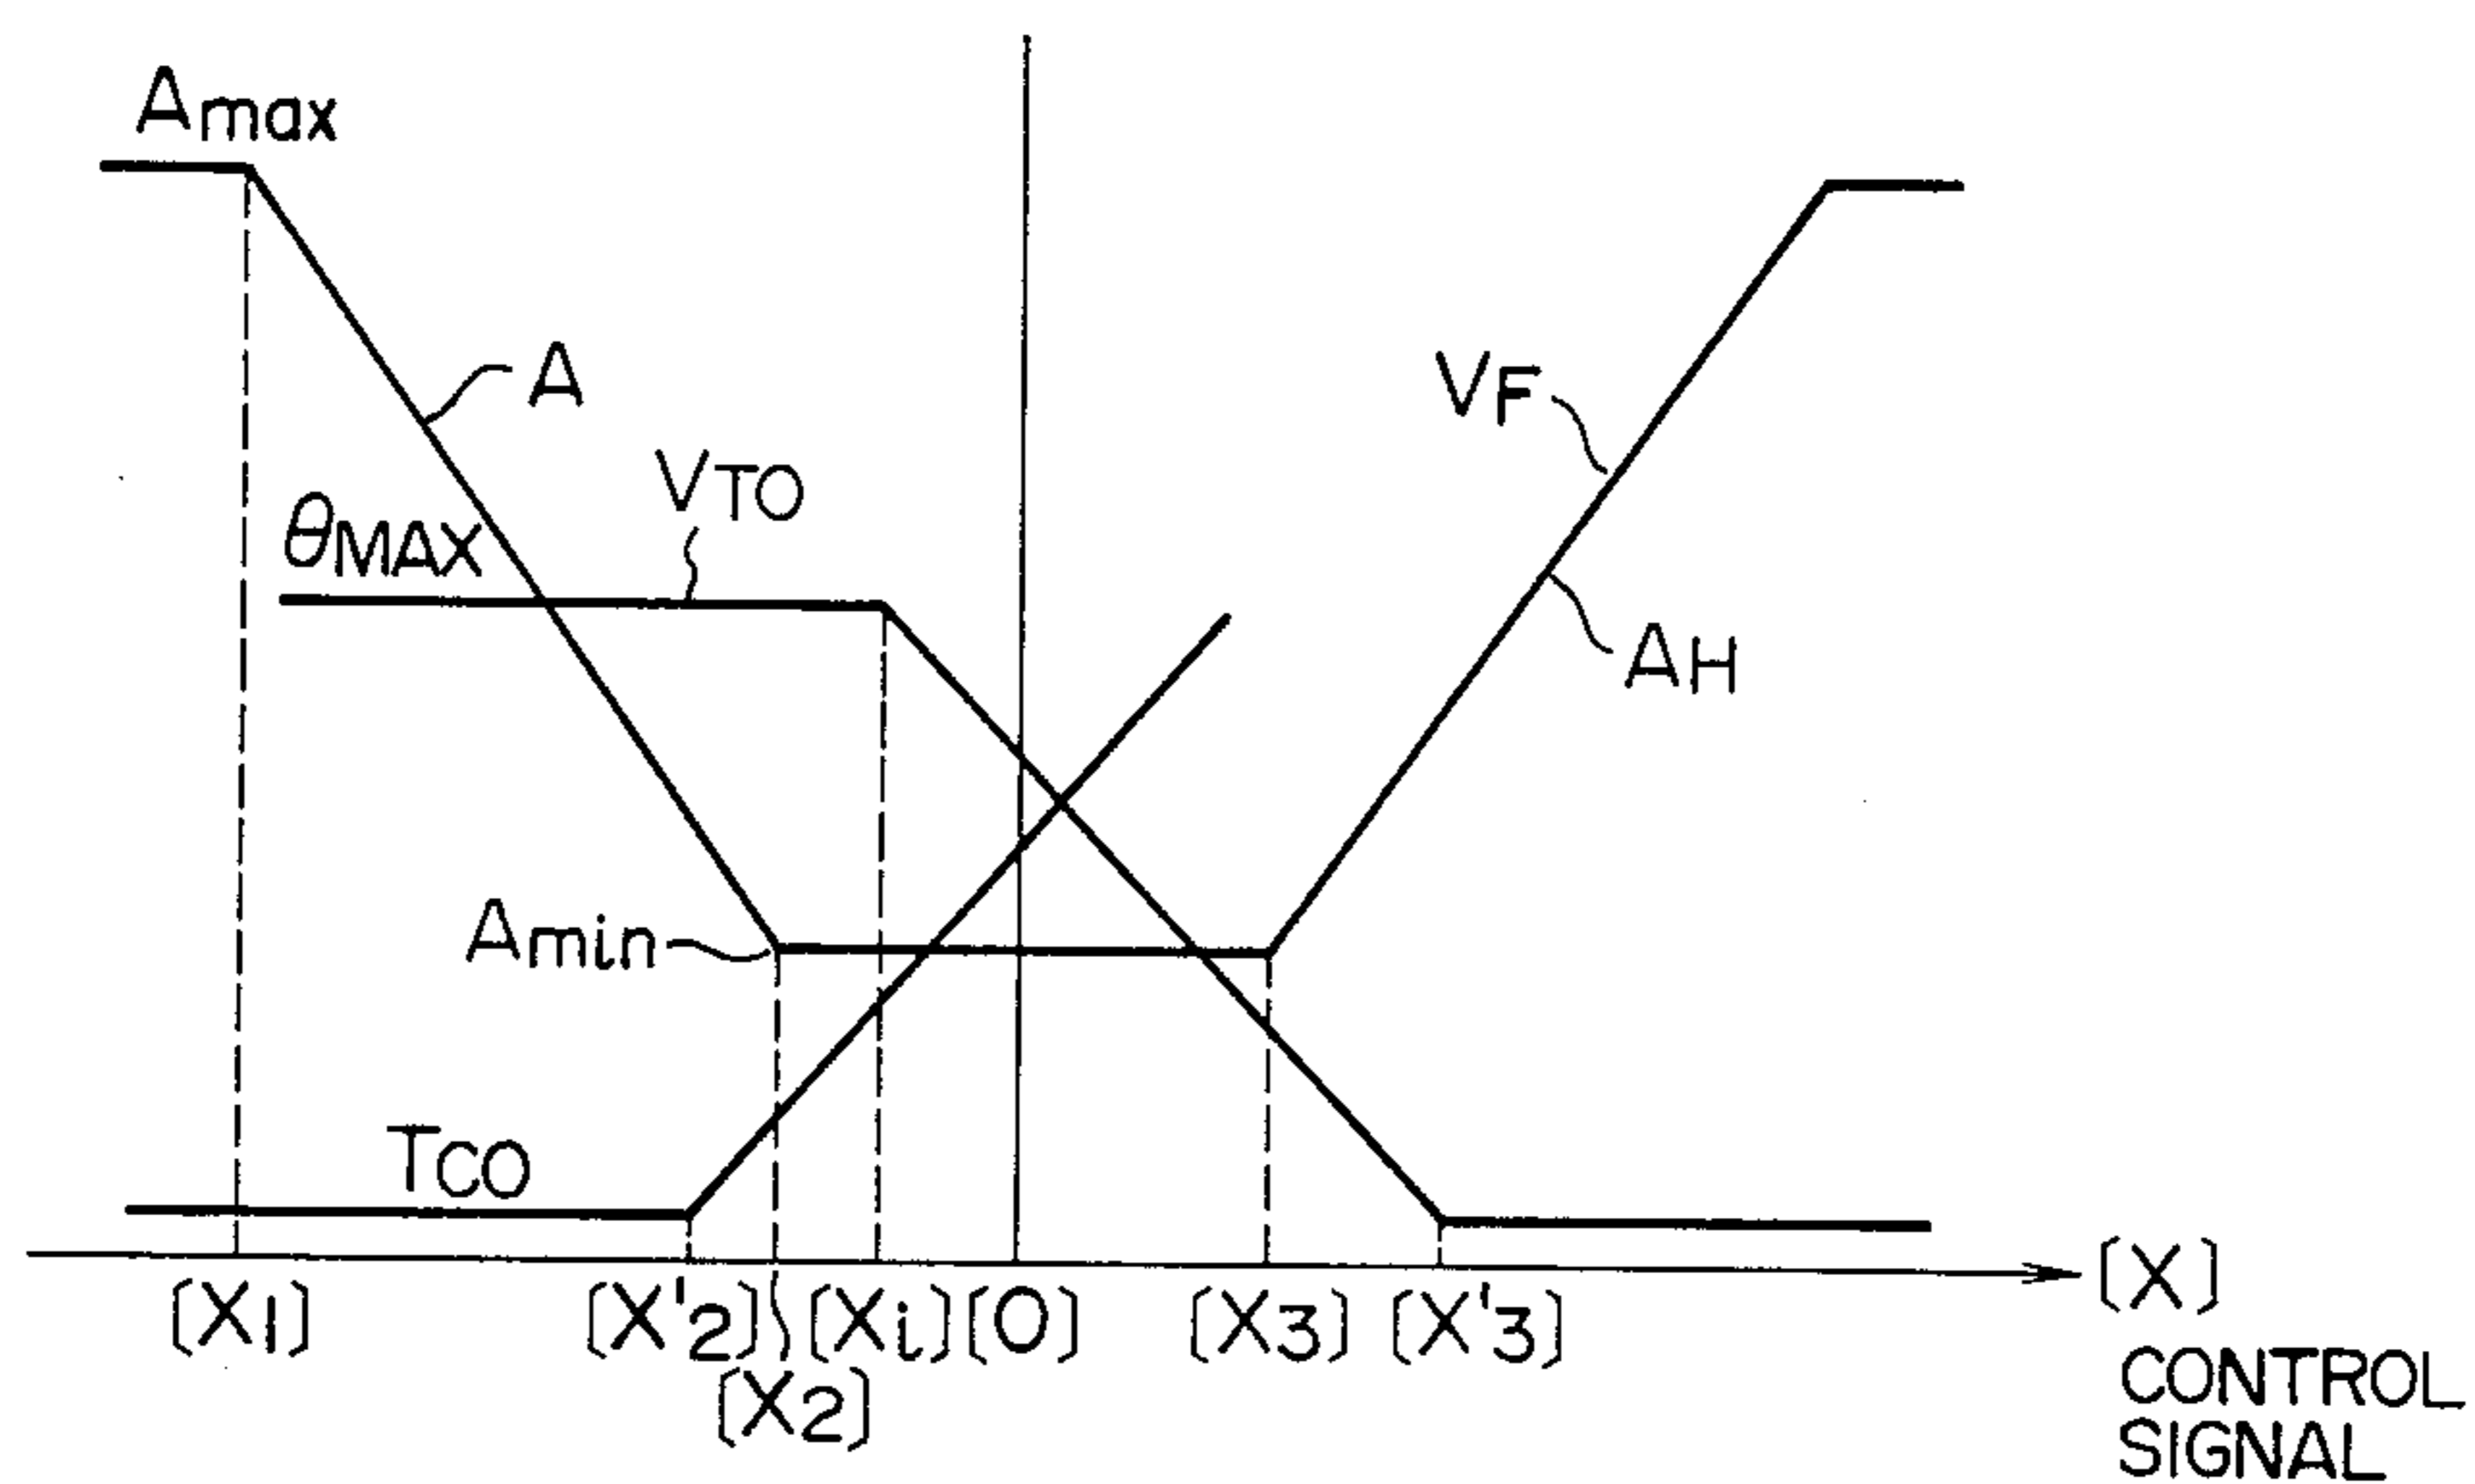 Amax
A
VF
VTO
θMAX
AH
Amin
TCO
(X)
(X1) (X'2) (Xi) (0) (X3) (X'3)
(X2)
CONTROL
SIGNAL